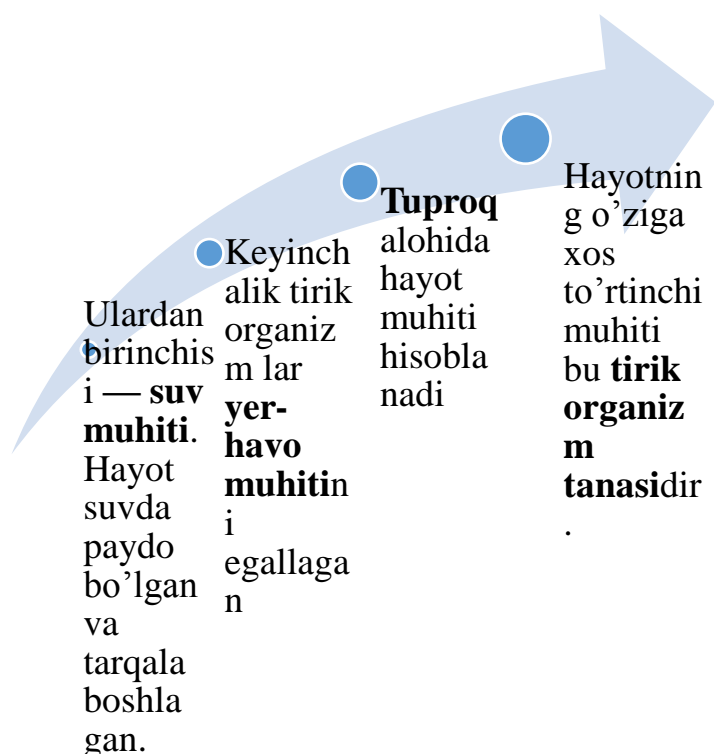 Ulardan
birinchis
i — suv
muhiti.
Hayot
suvda
paydo
bo’lgan
va
tarqala
boshla
gan.
Keyinch
alik tirik
organiz
m lar
yer-
havo
muhitin
i
egallaga
n
Tuproq
alohida
hayot
muhiti
hisobla
nadi
Hayotnin
g o’ziga
xos
to’rtinchi
muhiti
bu tirik
organiz
m
tanasidir
.